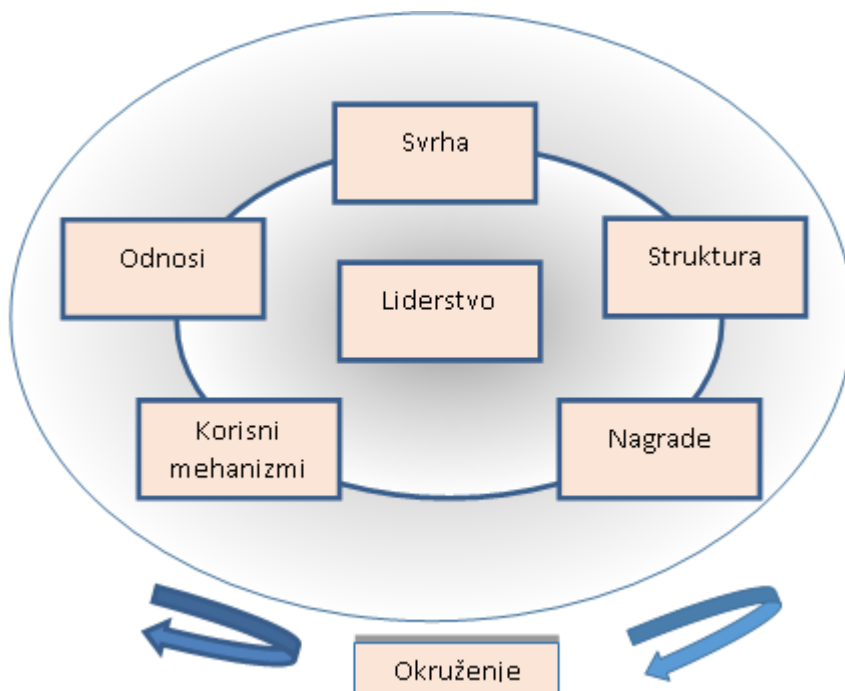 Svrha
Odnosi
Struktura
Liderstvo
Korisni
mehanizmi
Nagrade
Okruženje